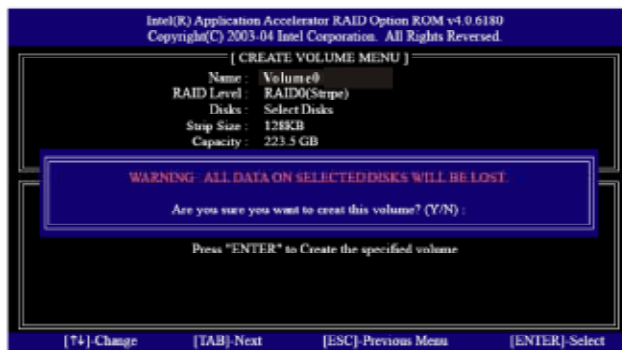 Intel(R) Application Accelerator RAID Option ROM v4.0.6180
Copyright(C) 2003-04 Intel Corporation. All Rights Reversed.
[ CREATE VOLUME MENU ]
Name : Volume0
RAID Level : RAID0(Stripe)
Disks : Select Disks
Strip Size : 128KB
Capacity : 223.5 GB
WARNING: ALL DATA ON SELECTED DISKS WILL BE LOST.
Are you sure you want to creat this volume? (Y/N) :
Press "ENTER" to Create the specified volume
[↑↓]-Change [TAB]-Next [ESC]-Previous Menu [ENTER]-Select